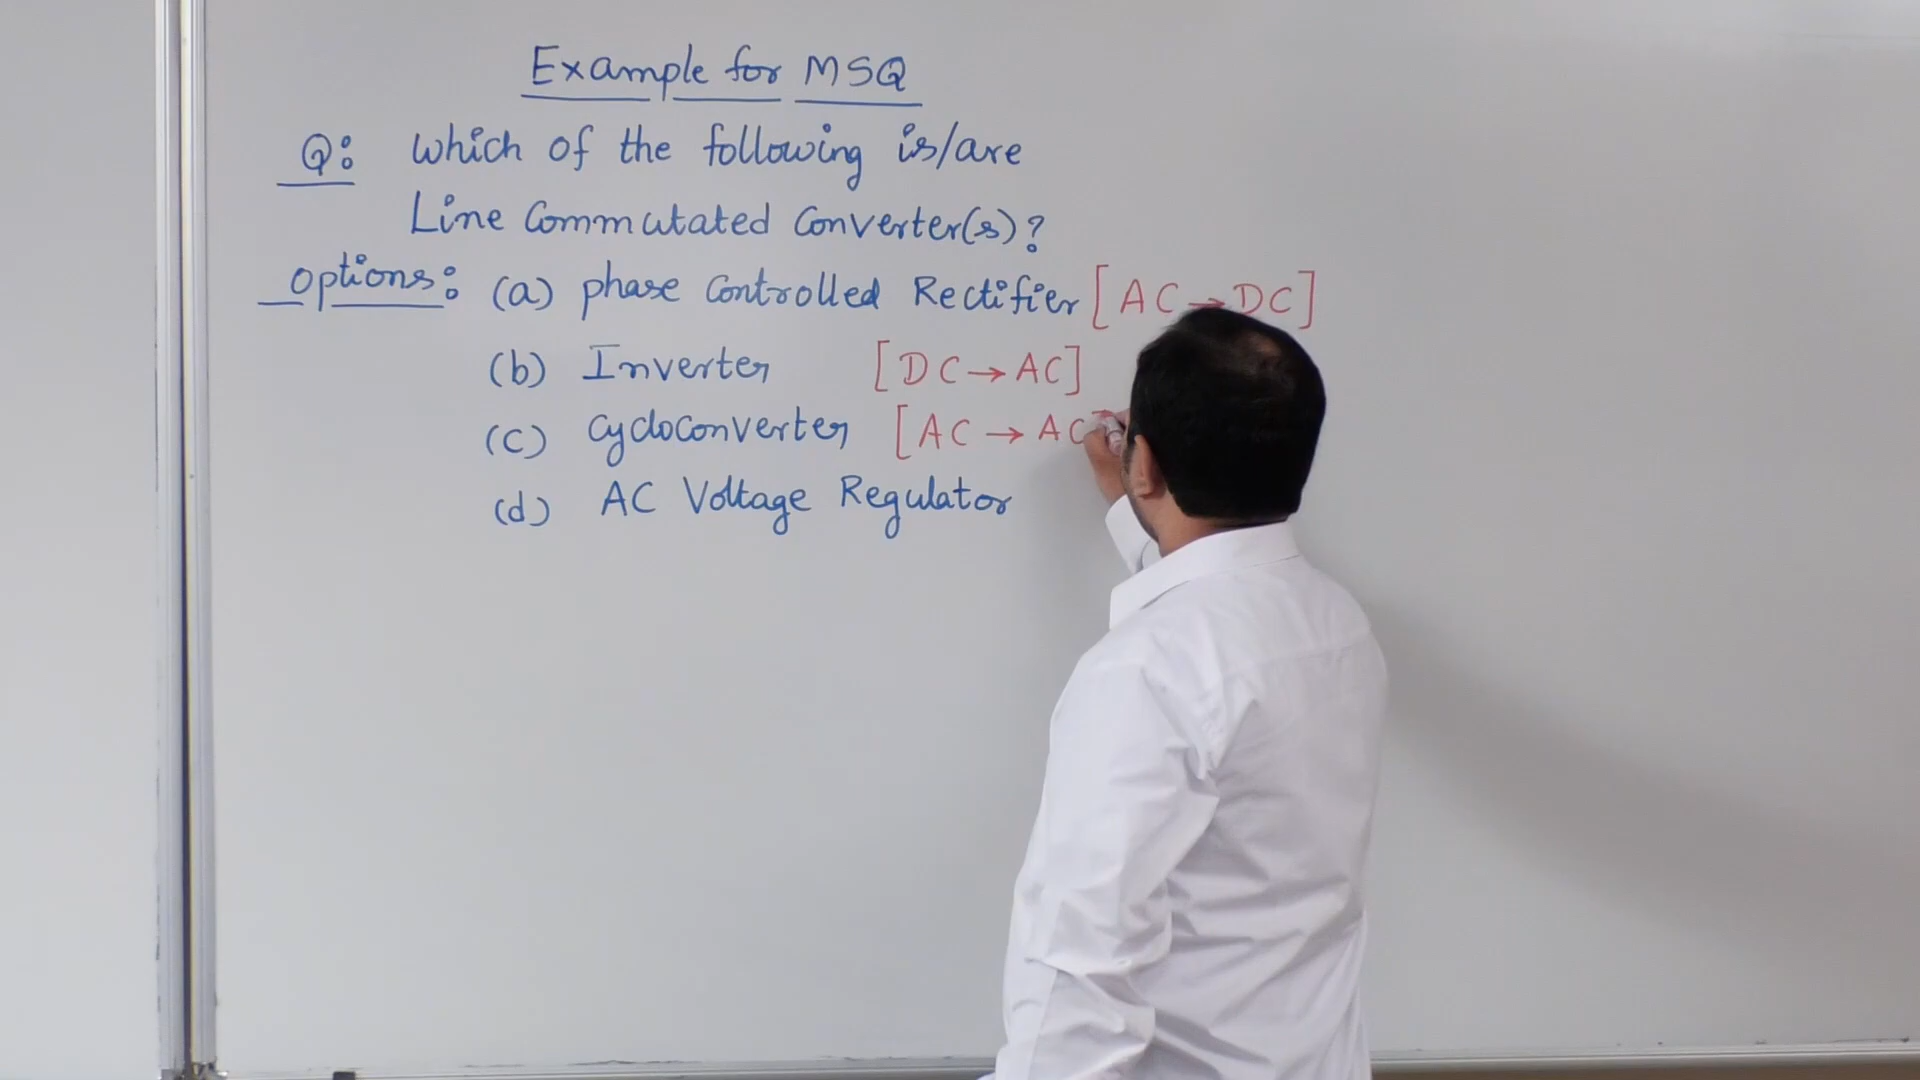 Example for MSQ
Q: Which of the following is/are
Line Commutated Converter(s)?
Options: (a) phase Controlled Rectifier [AC→DC]
(b) Inverter [DC→AC]
(c) Cycloconverter [AC→AC
(d) AC Voltage Regulator